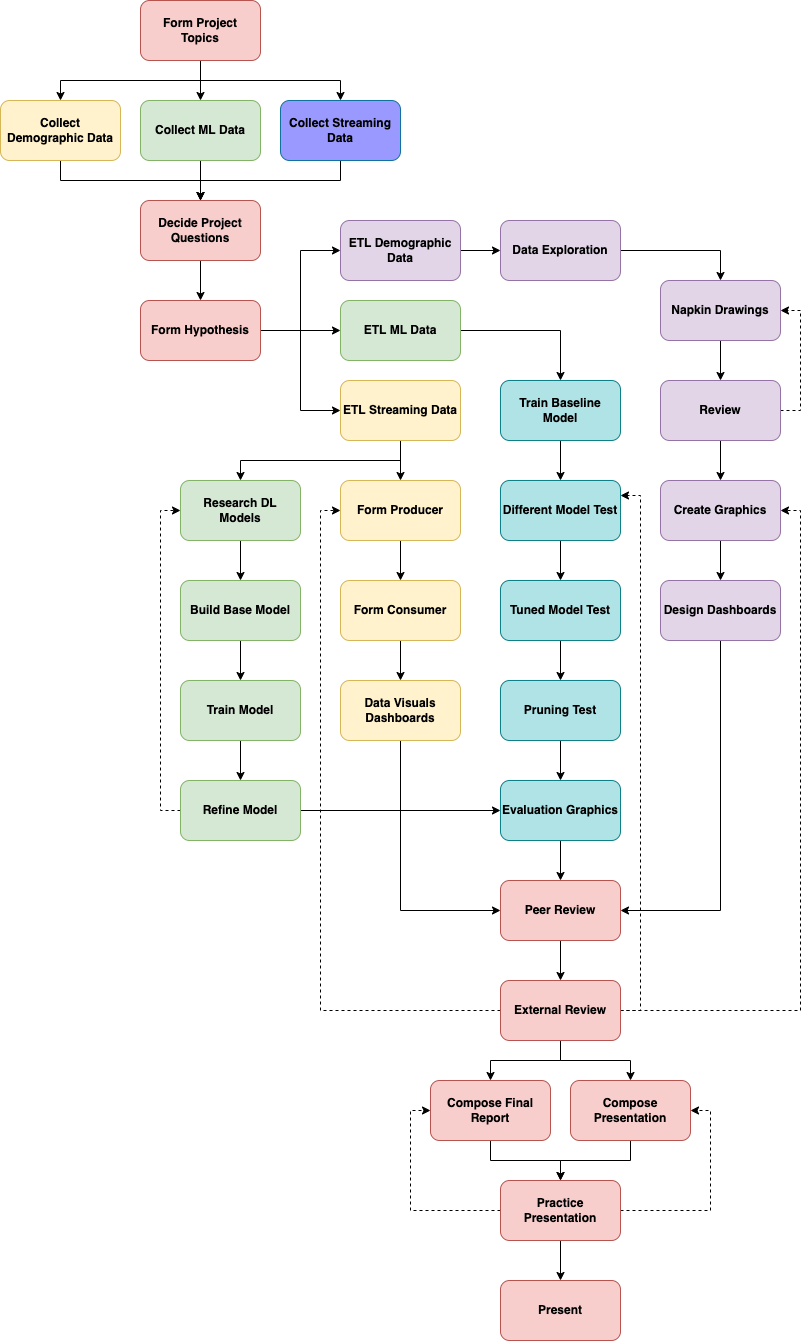 Form Project
Topics
Collect
Demographic Data
Collect ML Data
Collect Streaming
Data
Decide Project
Questions
ETL Demographic
Data
Data Exploration
Form Hypothesis
ETL ML Data
Napkin Drawings
ETL Streaming Data
Train Baseline
Model
Review
Research DL
Models
Form Producer
Different Model Test
Create Graphics
Build Base Model
Form Consumer
Tuned Model Test
Design Dashboards
Train Model
Data Visuals
Dashboards
Pruning Test
Refine Model
Evaluation Graphics
Peer Review
External Review
Compose Final
Report
Compose
Presentation
Practice
Presentation
Present